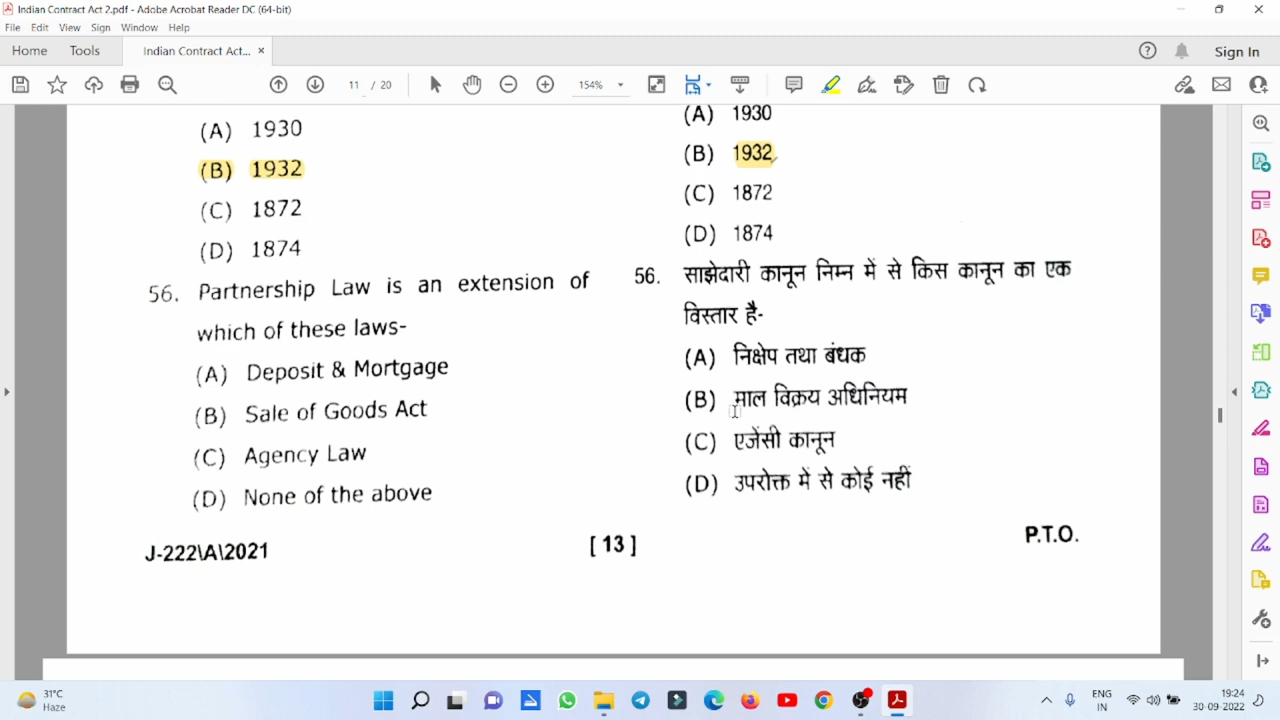 Indian Contract Act 2.pdf - Adobe Acrobat Reader DC (64-bit)
File Edit View Sign Window Help
Home Tools Indian Contract Act... × Sign In
11 / 20 154%
(A) 1930
(B) 1932
(C) 1872
(D) 1874
56. Partnership Law is an extension of
which of these laws-
(A) Deposit & Mortgage
(B) Sale of Goods Act
(C) Agency Law
(D) None of the above
(A) 1930
(B) 1932
(C) 1872
(D) 1874
56. साझेदारी कानून निम्न में से किस कानून का एक
विस्तार है-
(A) निक्षेप तथा बंधक
(B) माल विक्रय अधिनियम
(C) एजेंसी कानून
(D) उपरोक्त में से कोई नहीं
J-222\A\2021 [ 13 ] P.T.O.
31°C
Haze
ENG
IN
19:24
30-09-2022